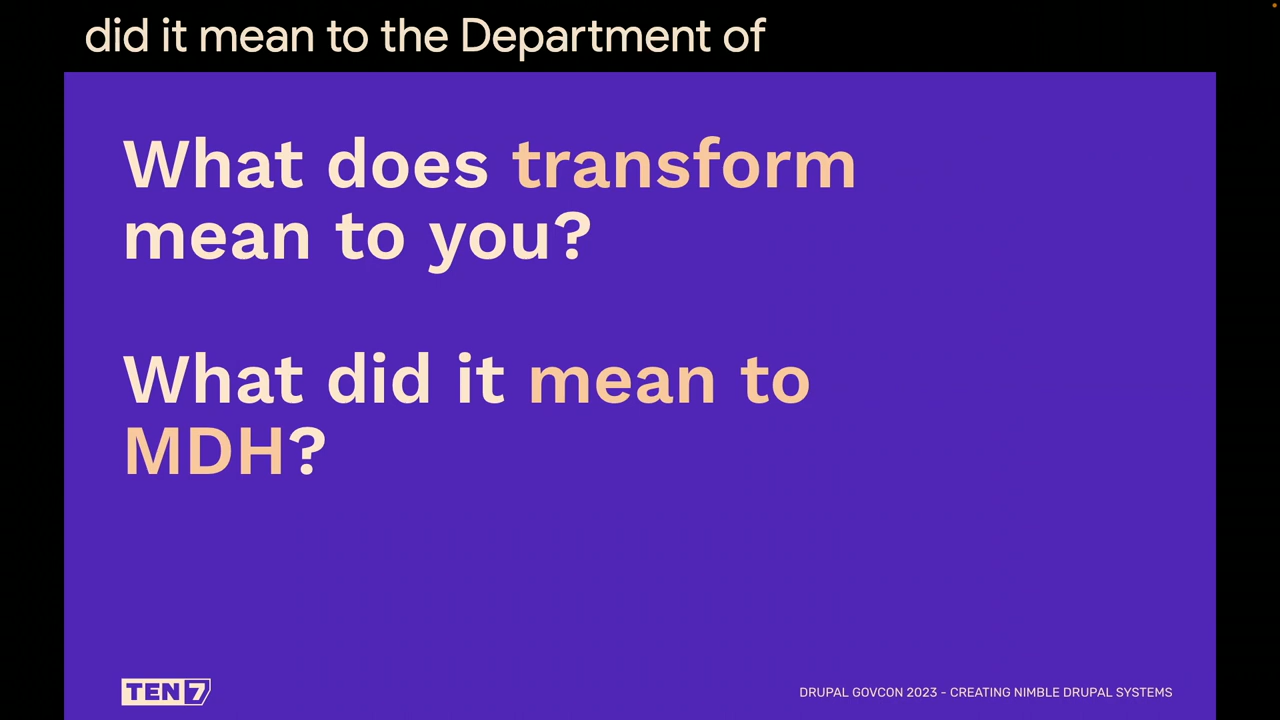 did it mean to the Department of
What does transform
mean to you?
What did it mean to
MDH?
TEN7
DRUPAL GOVCON 2023 - CREATING NIMBLE DRUPAL SYSTEMS